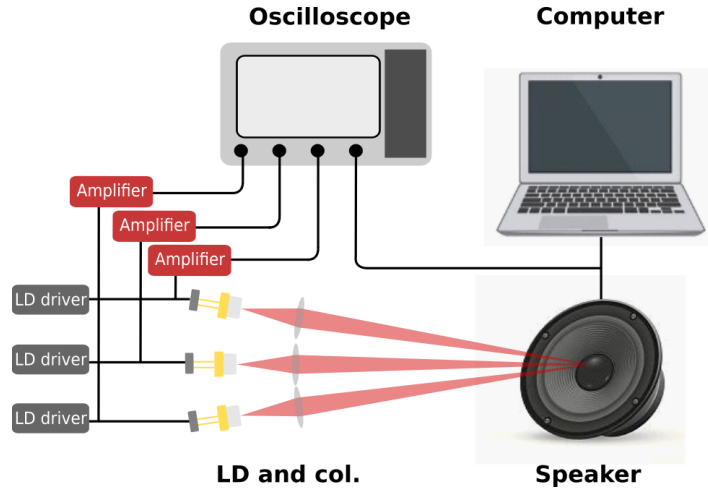 Oscilloscope
Computer
Amplifier
Amplifier
Amplifier
LD driver
LD driver
LD driver
LD and col.
Speaker